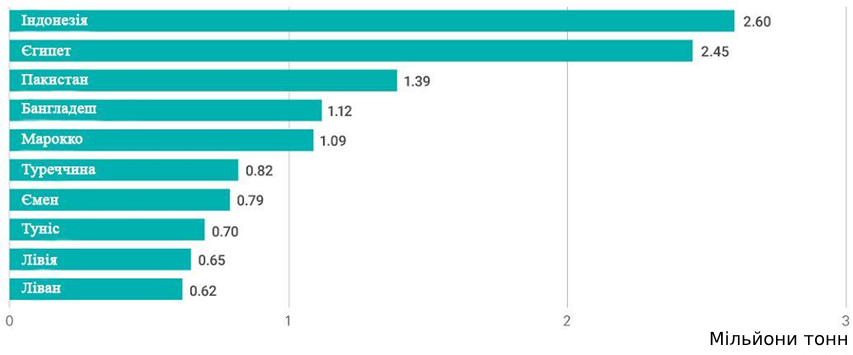 Індонезія 2.60
Єгипет 2.45
Пакистан 1.39
Бангладеш 1.12
Марокко 1.09
Туреччина 0.82
Ємен 0.79
Туніс 0.70
Лівія 0.65
Ліван 0.62
0 1 2 3
Мільйони тонн